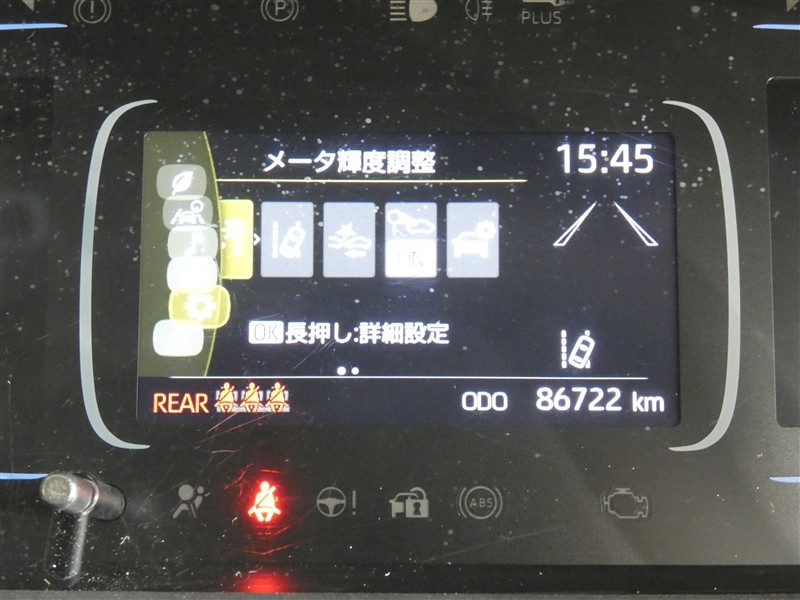 P
PLUS
メータ輝度調整
15:45
ON
OK長押し:詳細設定
REAR
ODO 86722 km
!
ABS